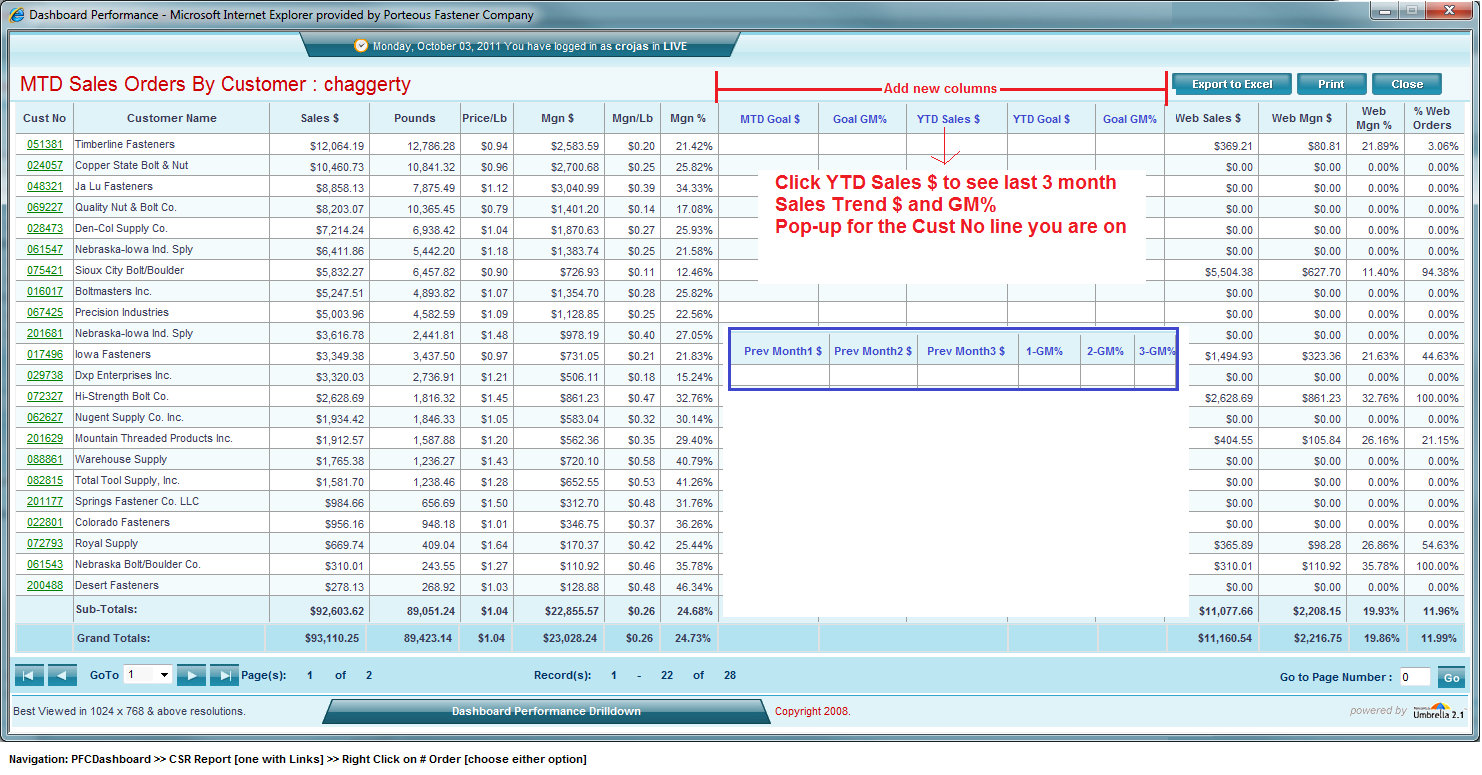 Dashboard Performance - Microsoft Internet Explorer provided by Porteous Fastener Company
Monday, October 03, 2011 You have logged in as crojas in LIVE
MTD Sales Orders By Customer : chaggerty
Add new columns
Export to Excel Print Close
Cust No Customer Name Sales $ Pounds Price/Lb Mgn $ Mgn/Lb Mgn % MTD Goal $ Goal GM% YTD Sales $ YTD Goal $ Goal GM% Web Sales $ Web Mgn $ Web Mgn % % Web Orders
051381 Timberline Fasteners $12,064.19 12,786.28 $0.94 $2,583.59 $0.20 21.42% $369.21 $80.81 21.89% 3.06%
024057 Copper State Bolt & Nut $10,460.73 10,841.32 $0.96 $2,700.68 $0.25 25.82% $0.00 $0.00 0.00% 0.00%
048321 Ja Lu Fasteners $8,858.13 7,875.49 $1.12 $3,040.99 $0.39 34.33% $0.00 $0.00 0.00% 0.00%
069227 Quality Nut & Bolt Co. $8,203.07 10,365.45 $0.79 $1,401.20 $0.14 17.08% $0.00 $0.00 0.00% 0.00%
028473 Den-Col Supply Co. $7,214.24 6,938.42 $1.04 $1,870.63 $0.27 25.93% $0.00 $0.00 0.00% 0.00%
061547 Nebraska-Iowa Ind. Sply $6,411.86 5,442.20 $1.18 $1,383.74 $0.25 21.58% $0.00 $0.00 0.00% 0.00%
075421 Sioux City Bolt/Boulder $5,832.27 6,457.82 $0.90 $726.93 $0.11 12.46% $5,504.38 $627.70 11.40% 94.38%
016017 Boltmasters Inc. $5,247.51 4,893.82 $1.07 $1,354.70 $0.28 25.82% $0.00 $0.00 0.00% 0.00%
067425 Precision Industries $5,003.96 4,582.59 $1.09 $1,128.85 $0.25 22.56% $0.00 $0.00 0.00% 0.00%
201681 Nebraska-Iowa Ind. Sply $3,616.78 2,441.81 $1.48 $978.19 $0.40 27.05% $0.00 $0.00 0.00% 0.00%
017496 Iowa Fasteners $3,349.38 3,437.50 $0.97 $731.05 $0.21 21.83% $1,494.93 $323.36 21.63% 44.63%
029738 Dxp Enterprises Inc. $3,320.03 2,736.91 $1.21 $506.11 $0.18 15.24% $0.00 $0.00 0.00% 0.00%
072327 Hi-Strength Bolt Co. $2,628.69 1,816.32 $1.45 $861.23 $0.47 32.76% $2,628.69 $861.23 32.76% 100.00%
062627 Nugent Supply Co. Inc. $1,934.42 1,846.33 $1.05 $583.04 $0.32 30.14% $0.00 $0.00 0.00% 0.00%
201629 Mountain Threaded Products Inc. $1,912.57 1,587.88 $1.20 $562.36 $0.35 29.40% $404.55 $105.84 26.16% 21.15%
088861 Warehouse Supply $1,765.38 1,236.27 $1.43 $720.10 $0.58 40.79% $0.00 $0.00 0.00% 0.00%
082815 Total Tool Supply, Inc. $1,581.70 1,238.46 $1.28 $652.55 $0.53 41.26% $0.00 $0.00 0.00% 0.00%
201177 Springs Fastener Co. LLC $984.66 656.69 $1.50 $312.70 $0.48 31.76% $0.00 $0.00 0.00% 0.00%
022801 Colorado Fasteners $956.16 948.18 $1.01 $346.75 $0.37 36.26% $0.00 $0.00 0.00% 0.00%
072793 Royal Supply $669.74 409.04 $1.64 $170.37 $0.42 25.44% $365.89 $98.28 26.86% 54.63%
061543 Nebraska Bolt/Boulder Co. $310.01 243.55 $1.27 $110.92 $0.46 35.78% $310.01 $110.92 35.78% 100.00%
200488 Desert Fasteners $278.13 268.92 $1.03 $128.88 $0.48 46.34% $0.00 $0.00 0.00% 0.00%
Sub-Totals: $92,603.62 89,051.24 $1.04 $22,855.57 $0.26 24.68% $11,077.66 $2,208.15 19.93% 11.96%
Grand Totals: $93,110.25 89,423.14 $1.04 $23,028.24 $0.26 24.73% $11,160.54 $2,216.75 19.86% 11.99%
Click YTD Sales $ to see last 3 month
Sales Trend $ and GM%
Pop-up for the Cust No line you are on
Prev Month1 $ Prev Month2 $ Prev Month3 $ 1-GM% 2-GM% 3-GM%
GoTo 1 Page(s): 1 of 2 Record(s): 1 - 22 of 28 Go to Page Number : 0 Go
Best Viewed in 1024 x 768 & above resolutions. Dashboard Performance Drilldown Copyright 2008. powered by Umbrella 2.1
Navigation: PFCDashboard >> CSR Report [one with Links] >> Right Click on # Order [choose either option]